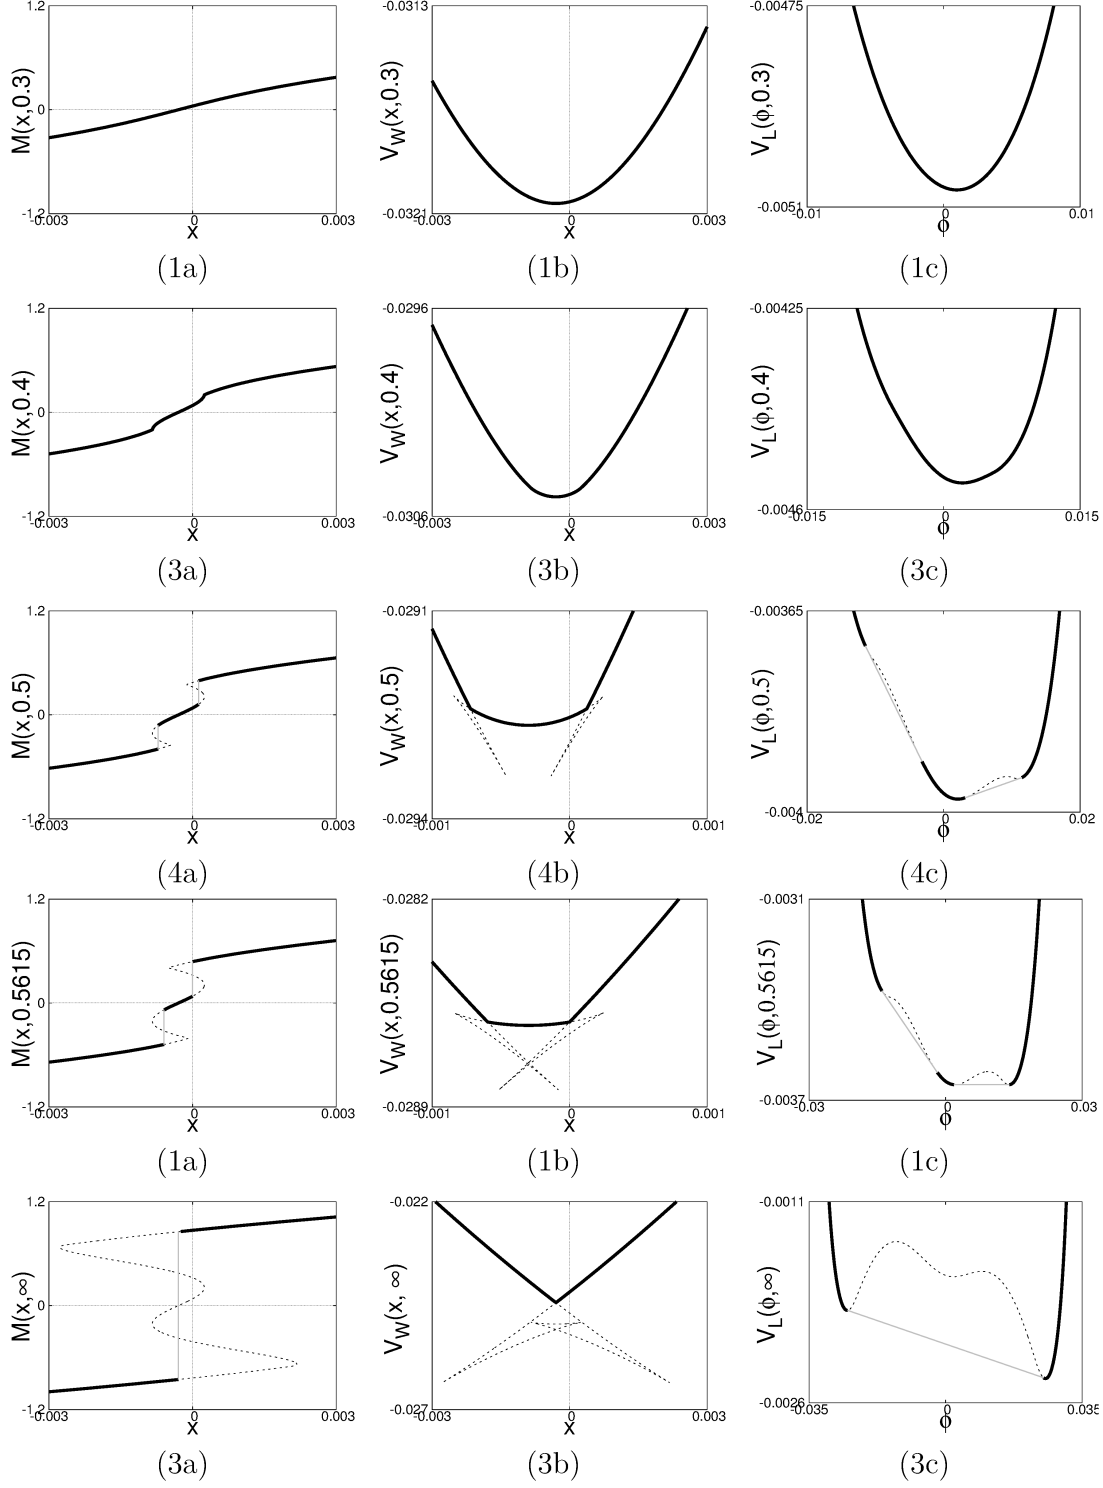 1.2
0
-1.2
-0.003
0
0.003
M(x,0.3)
x
(1a)
-0.0313
-0.0321
-0.003
0
0.003
V_W(x,0.3)
x
(1b)
-0.00475
-0.0051
-0.01
0
0.01
V_L(ϕ,0.3)
ϕ
(1c)
1.2
0
-1.2
-0.003
0
0.003
M(x,0.4)
x
(3a)
-0.0296
-0.0306
-0.003
0
0.003
V_W(x,0.4)
x
(3b)
-0.00425
-0.0046
-0.015
0
0.015
V_L(ϕ,0.4)
ϕ
(3c)
1.2
0
-1.2
-0.003
0
0.003
M(x,0.5)
x
(4a)
-0.0291
-0.0294
-0.001
0
0.001
V_W(x,0.5)
x
(4b)
-0.00365
-0.004
-0.02
0
0.02
V_L(ϕ,0.5)
ϕ
(4c)
1.2
0
-1.2
-0.003
0
0.003
M(x,0.5615)
x
(1a)
-0.0282
-0.0289
-0.001
0
0.001
V_W(x,0.5615)
x
(1b)
-0.0031
-0.0037
-0.03
0
0.03
V_L(ϕ,0.5615)
ϕ
(1c)
1.2
0
-1.2
-0.003
0
0.003
M(x,∞)
x
(3a)
-0.022
-0.027
-0.003
0
0.003
V_W(x, ∞)
x
(3b)
-0.0011
-0.0026
-0.035
0
0.035
V_L(ϕ,∞)
ϕ
(3c)